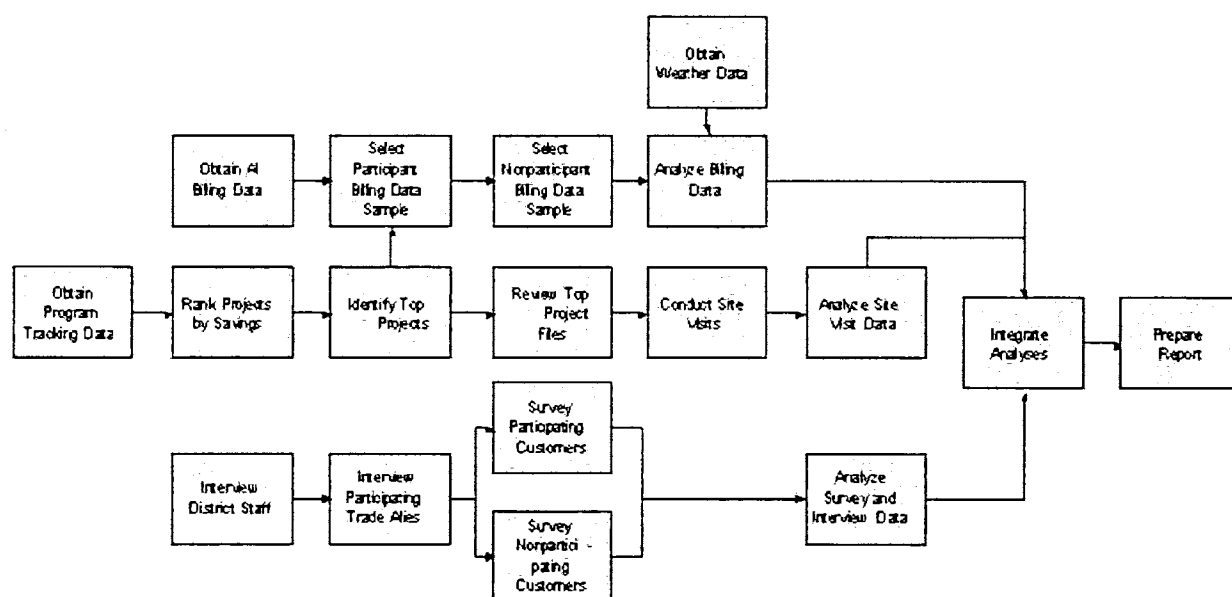 Obtain
Weather Data
Obtain All
Billing Data
Select
Participant
Billing Data
Sample
Select
Nonparticipant
Billing Data
Sample
Analyze Billing
Data
Obtain
Program
Tracking Data
Rank Projects
by Savings
Identify Top
Projects
Review Top
Project
Files
Conduct Site
Visits
Analyze Site
Visit Data
Integrate
Analyses
Prepare
Report
Survey
Participating
Customers
Interview
District Staff
Interview
Participating
Trade Allies
Analyze
Survey and
Interview Data
Survey
Nonpartici -
pating
Customers